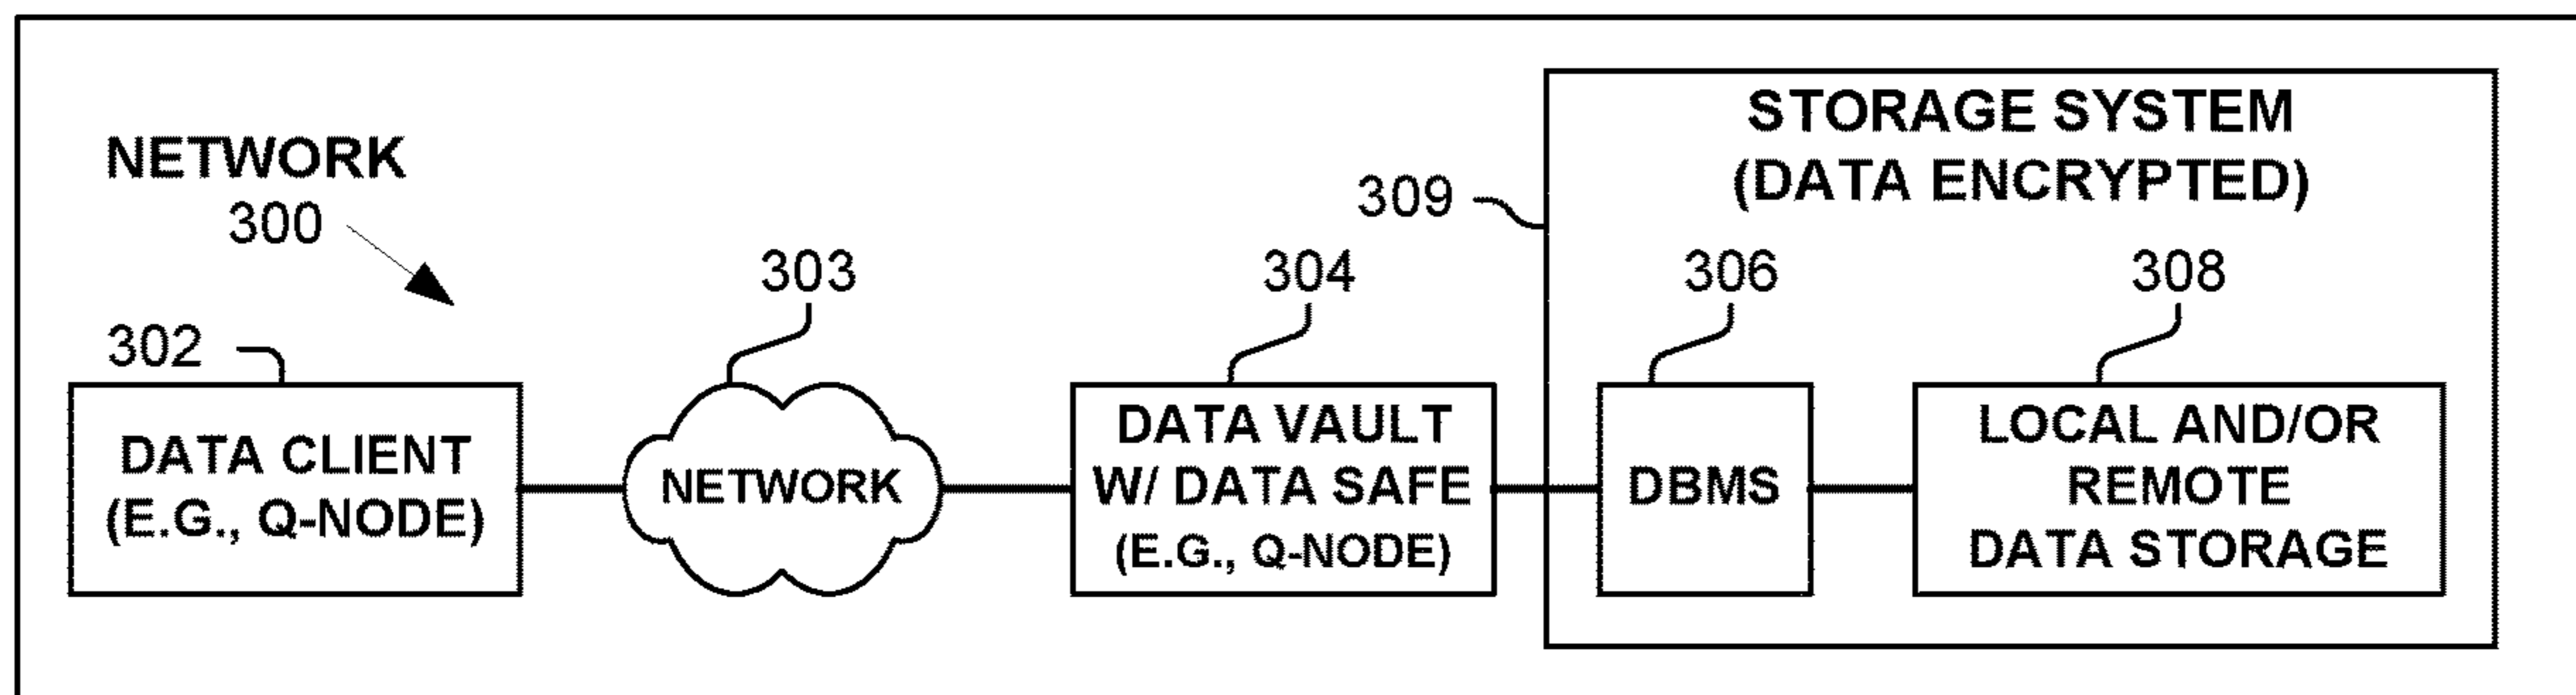 NETWORK
300
302
DATA CLIENT
(E.G., Q-NODE)
303
NETWORK
304
DATA VAULT
W/ DATA SAFE
(E.G., Q-NODE)
309
STORAGE SYSTEM
(DATA ENCRYPTED)
306
DBMS
308
LOCAL AND/OR
REMOTE
DATA STORAGE